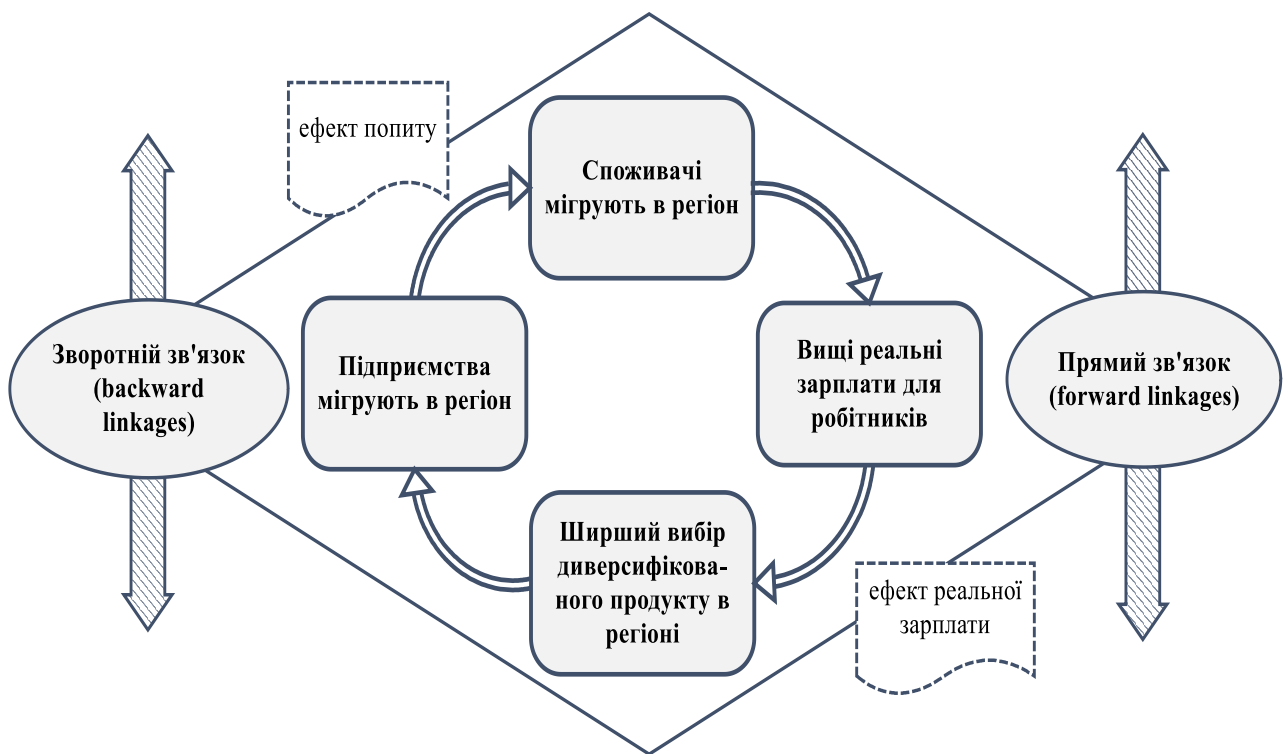 ефект попиту
Споживачі
мігрують в регіон
Зворотній зв'язок
(backward
linkages)
Підприємства
мігрують в регіон
Вищі реальні
зарплати для
робітників
Прямий зв'язок
(forward linkages)
Ширший вибір
диверсифікова-
ного продукту в
регіоні
ефект реальної
зарплати